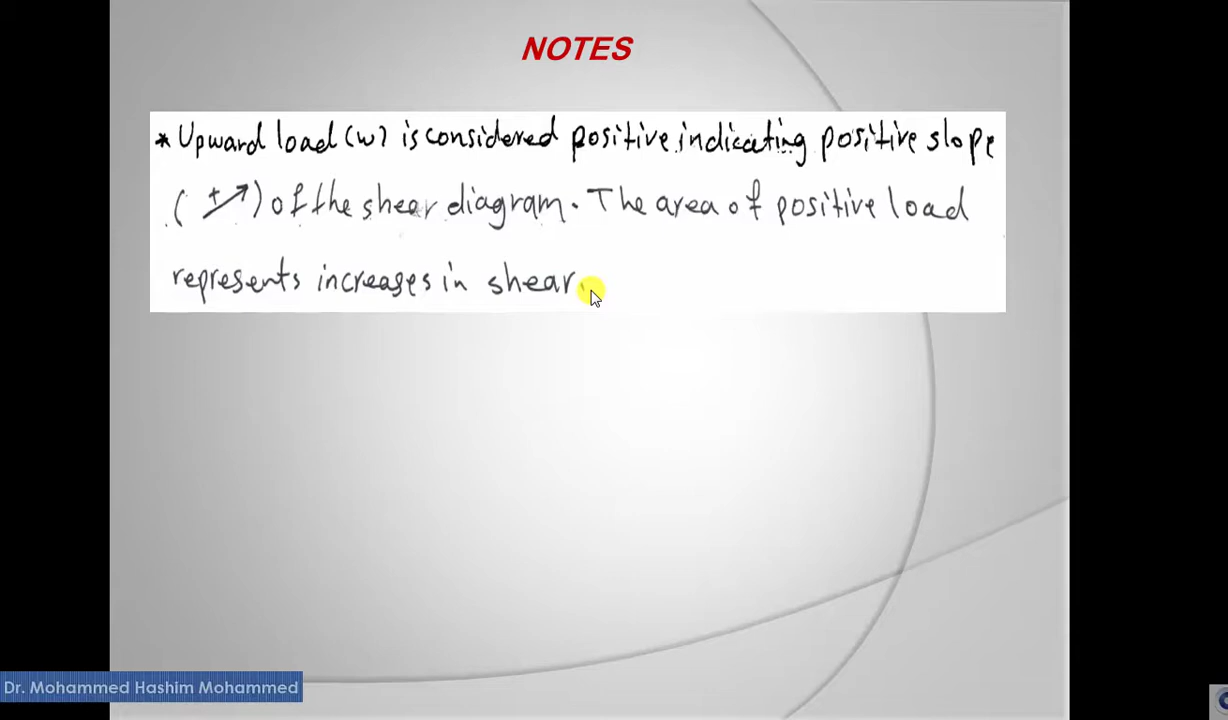 NOTES
* Upward load (w) is considered positive indicating positive slope
( +↗ ) of the shear diagram. The area of positive load
represents increases in shear.
Dr. Mohammed Hashim Mohammed